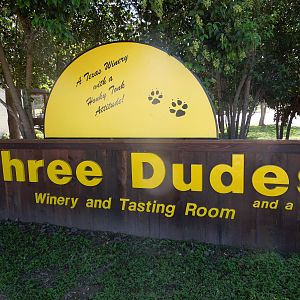 A Texas Winery
with a
Honky Tonk
Attitude!
hree Dudes
Winery and Tasting Room
and a